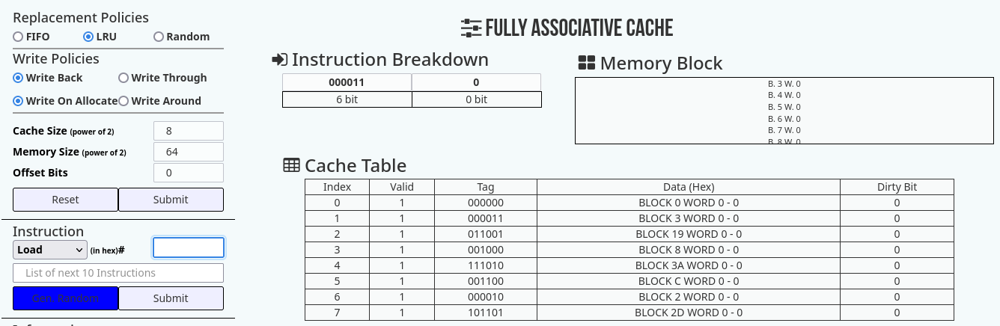 Replacement Policies
FIFO LRU Random
Write Policies
Write Back Write Through
Write On Allocate Write Around
Cache Size (power of 2) 8
Memory Size (power of 2) 64
Offset Bits 0
Reset Submit
Instruction
Load (in hex)#
List of next 10 Instructions
Gen. Random Submit
FULLY ASSOCIATIVE CACHE
Instruction Breakdown
000011 0
6 bit 0 bit
Memory Block
B. 3 W. 0
B. 4 W. 0
B. 5 W. 0
B. 6 W. 0
B. 7 W. 0
B. 8 W. 0
Cache Table
Index Valid Tag Data (Hex) Dirty Bit
0 1 000000 BLOCK 0 WORD 0 - 0 0
1 1 000011 BLOCK 3 WORD 0 - 0 0
2 1 011001 BLOCK 19 WORD 0 - 0 0
3 1 001000 BLOCK 8 WORD 0 - 0 0
4 1 111010 BLOCK 3A WORD 0 - 0 0
5 1 001100 BLOCK C WORD 0 - 0 0
6 1 000010 BLOCK 2 WORD 0 - 0 0
7 1 101101 BLOCK 2D WORD 0 - 0 0